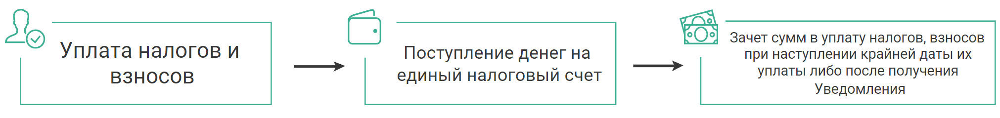 Уплата налогов и
взносов
Поступление денег на
единый налоговый счет
Зачет сумм в уплату налогов, взносов
при наступлении крайней даты их
уплаты либо после получения
Уведомления